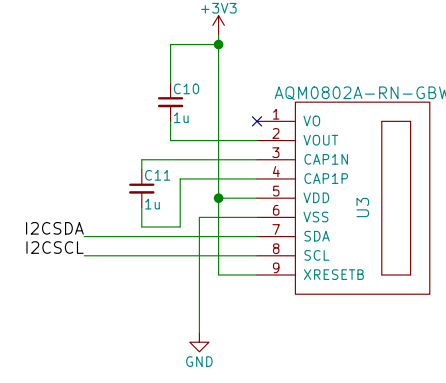 +3V3
C10
1u
AQM0802A-RN-GBW
1 VO
2 VOUT
3 CAP1N
C11
4 CAP1P
1u
5 VDD
U3
6 VSS
I2CSDA
7 SDA
I2CSCL
8 SCL
9 XRESETB
GND